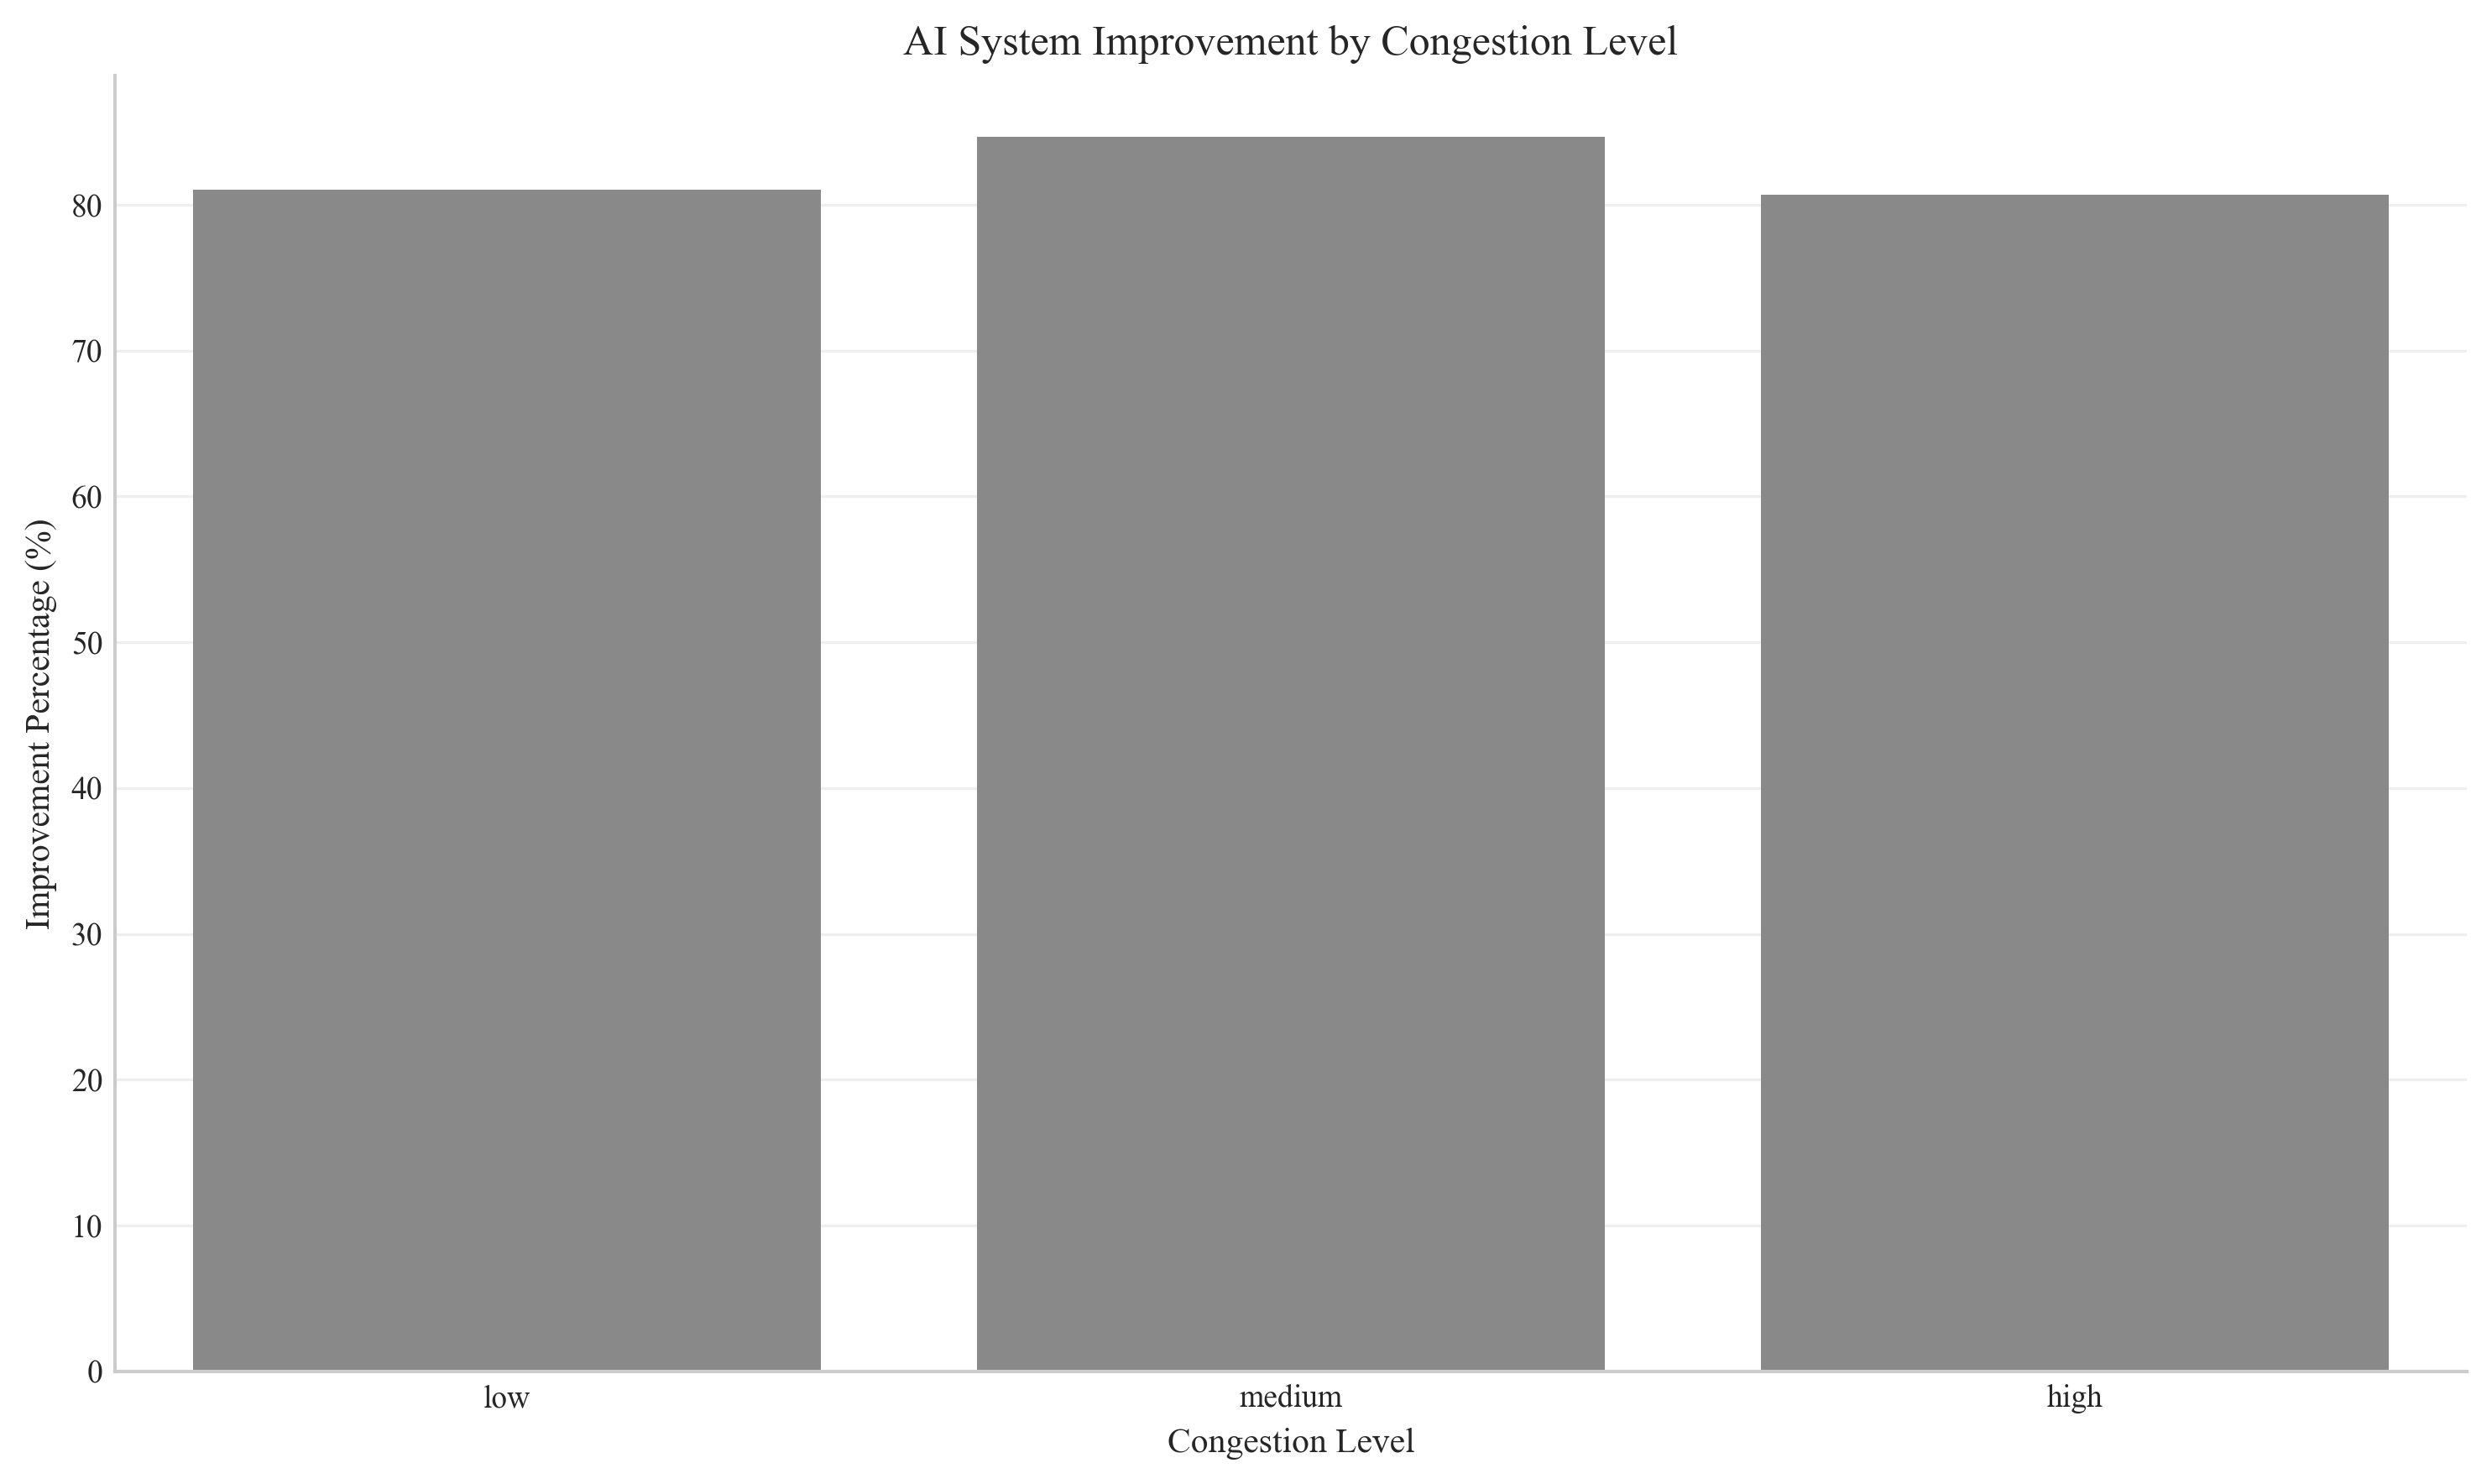 AI System Improvement by Congestion Level
Improvement Percentage (%)
80
70
60
50
40
30
20
10
0
low medium high
Congestion Level